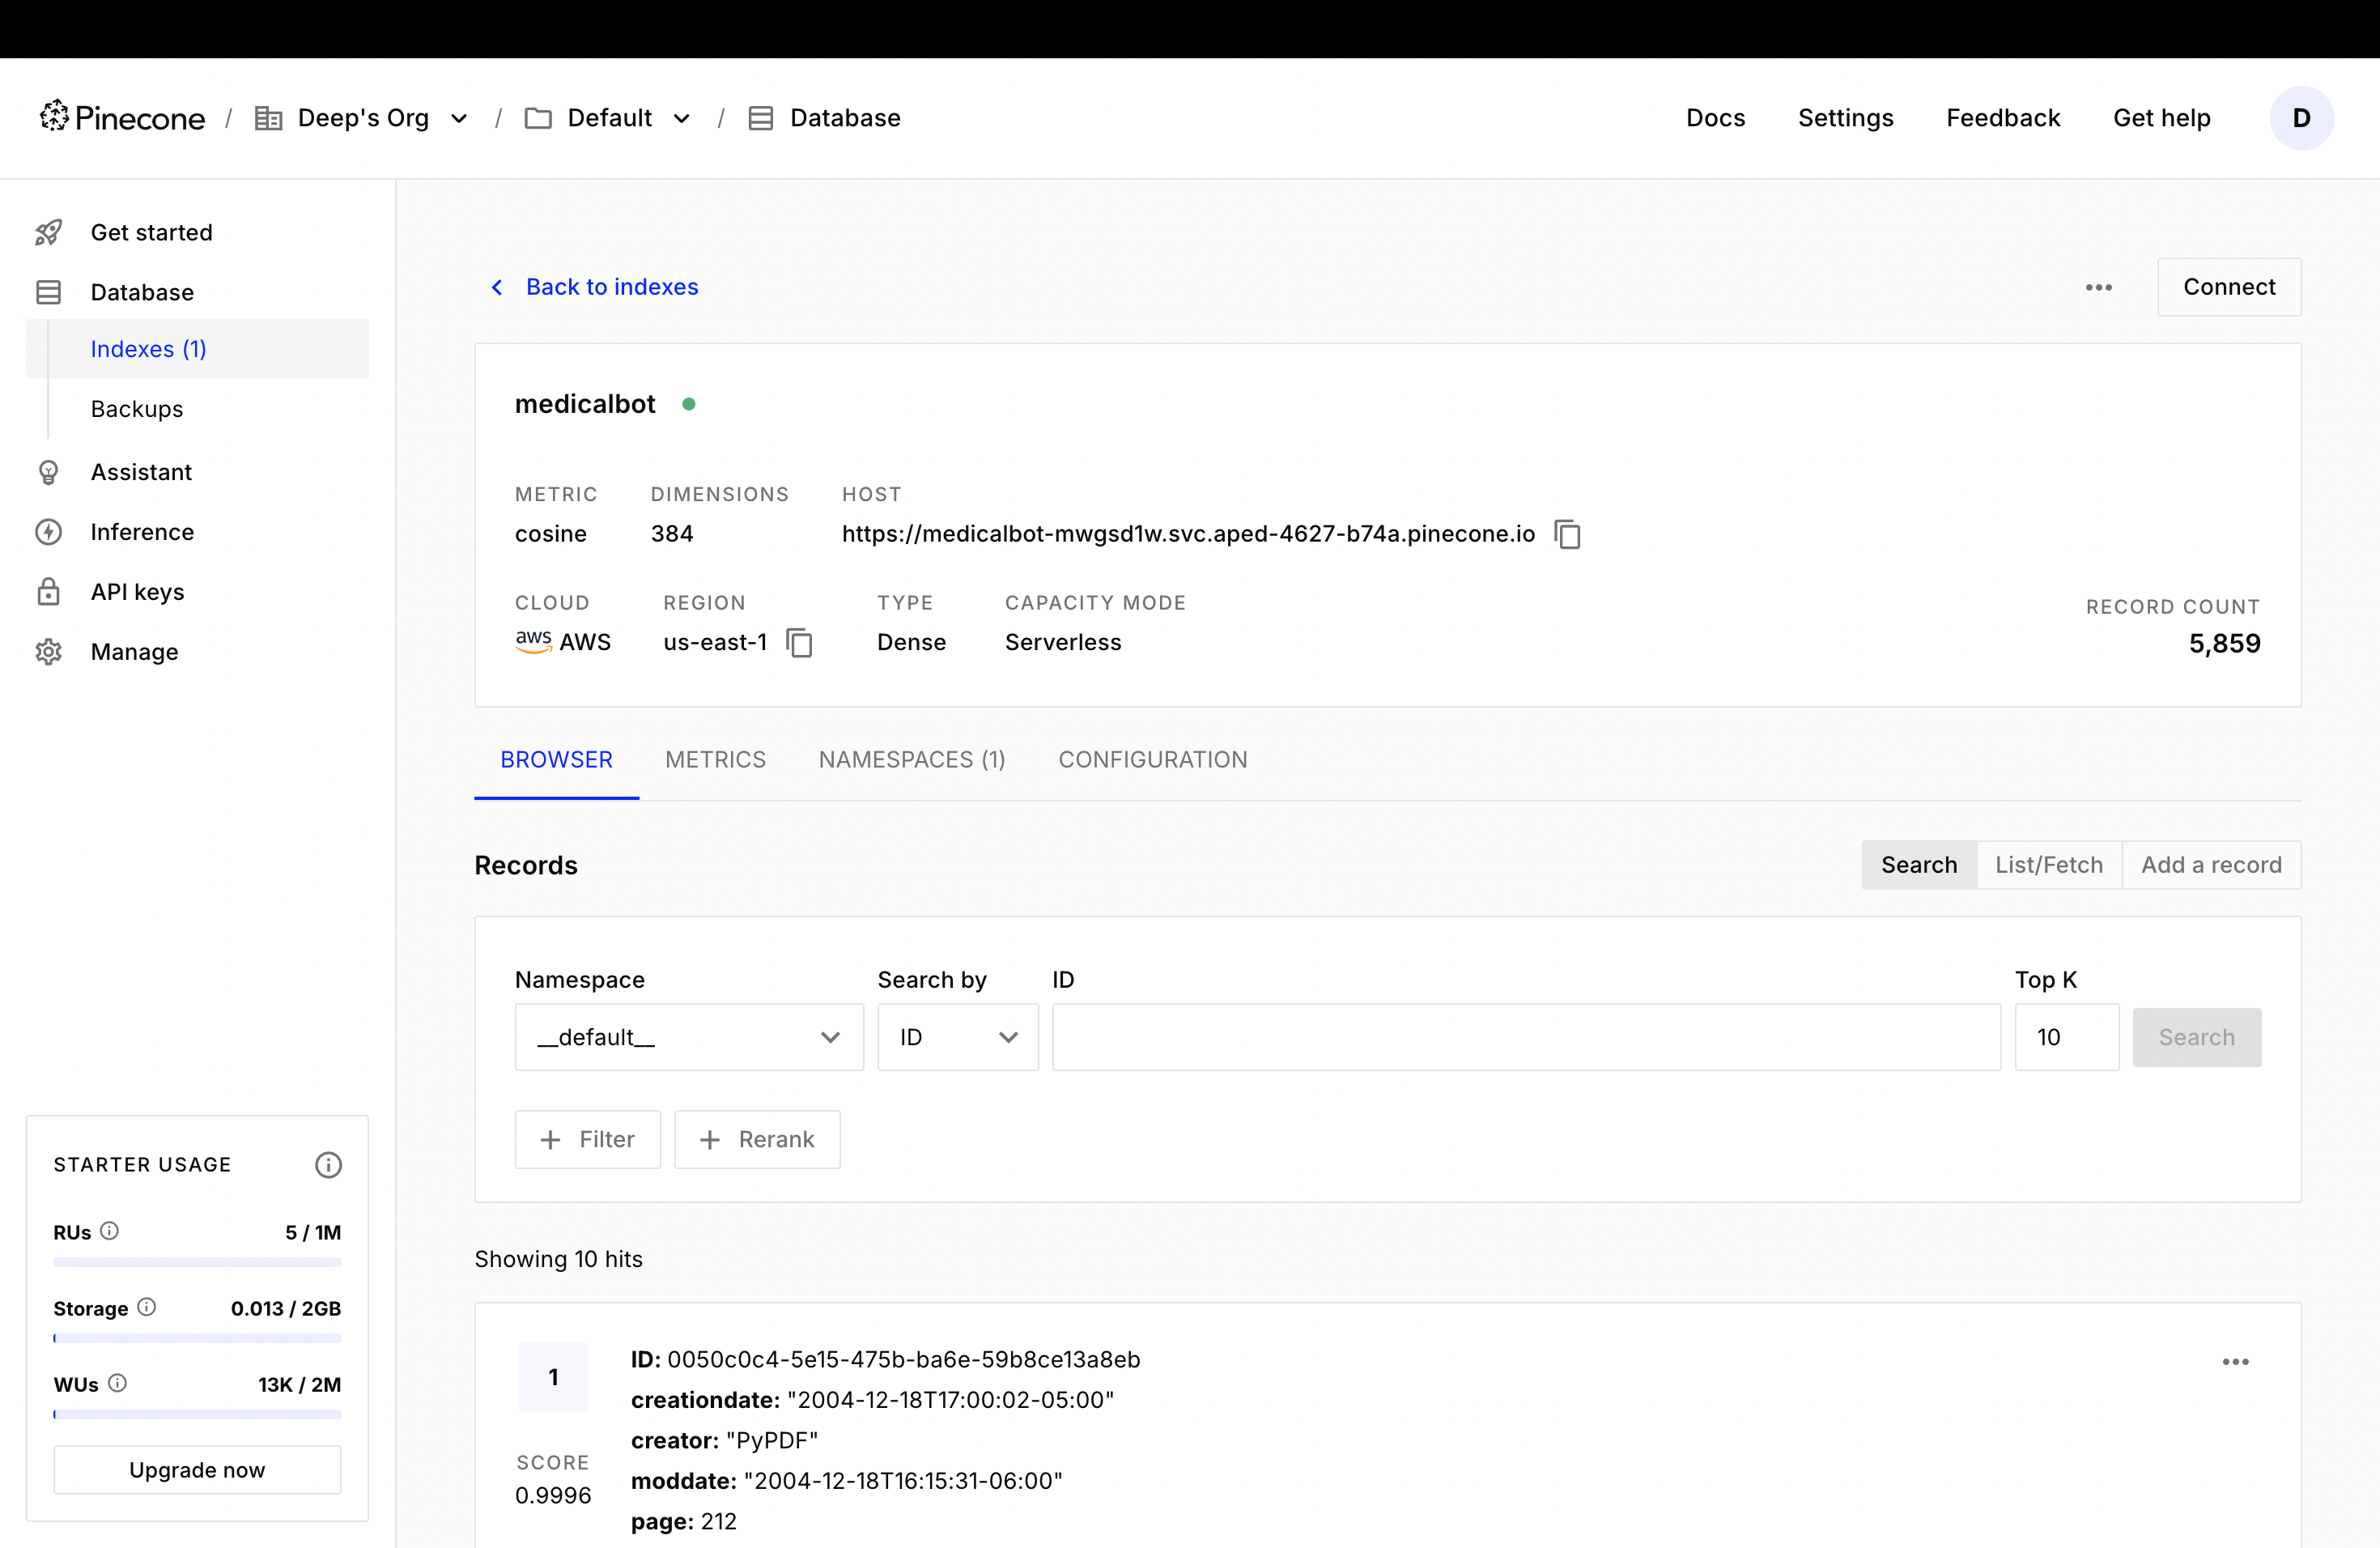 Pinecone / Deep's Org / Default / Database
Docs Settings Feedback Get help D
Get started
Database
Indexes (1)
Backups
Assistant
Inference
API keys
Manage
STARTER USAGE
RUs 5 / 1M
Storage 0.013 / 2GB
WUs 13K / 2M
Upgrade now
Back to indexes
Connect
medicalbot
METRIC DIMENSIONS HOST
cosine 384 https://medicalbot-mwgsd1w.svc.aped-4627-b74a.pinecone.io
CLOUD REGION TYPE CAPACITY MODE RECORD COUNT
aws AWS us-east-1 Dense Serverless 5,859
BROWSER METRICS NAMESPACES (1) CONFIGURATION
Records
Search List/Fetch Add a record
Namespace Search by ID Top K
__default__ ID 10 Search
+ Filter + Rerank
Showing 10 hits
1
SCORE
0.9996
ID: 0050c0c4-5e15-475b-ba6e-59b8ce13a8eb
creationdate: "2004-12-18T17:00:02-05:00"
creator: "PyPDF"
moddate: "2004-12-18T16:15:31-06:00"
page: 212